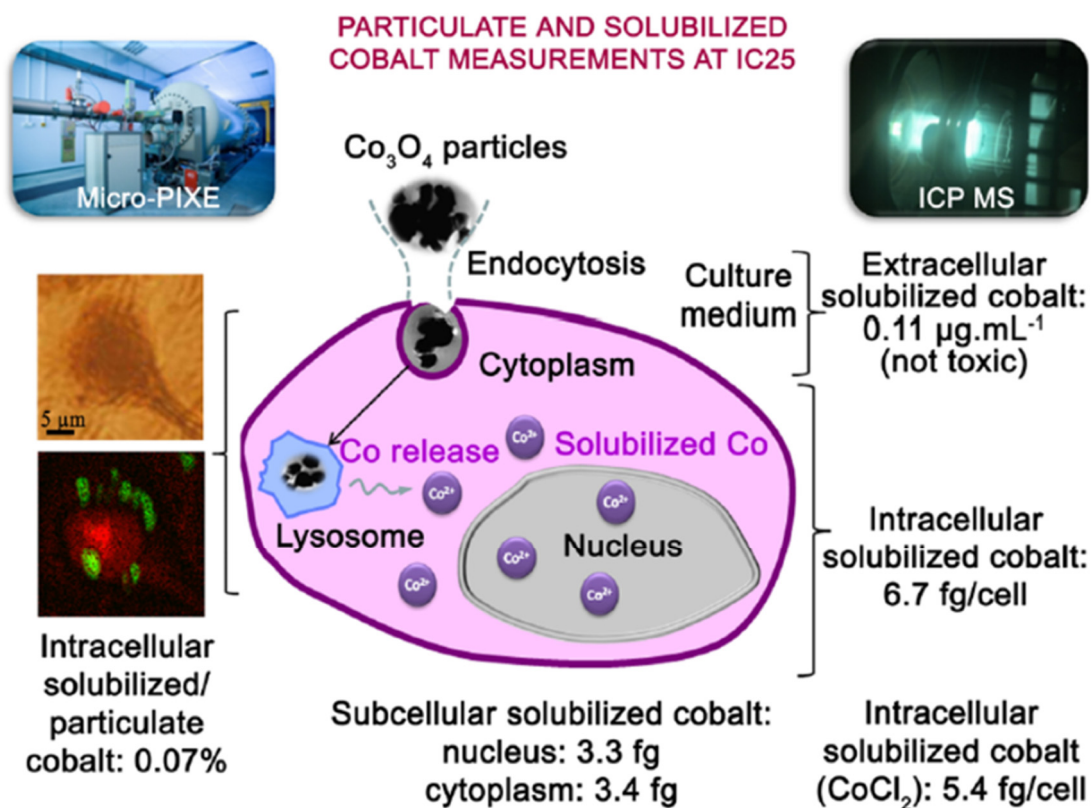 PARTICULATE AND SOLUBILIZED
COBALT MEASUREMENTS AT IC25
Micro-PIXE
ICP MS
Co₃O₄ particles
Endocytosis
Culture
medium
Extracellular
solubilized cobalt:
0.11 µg.mL⁻¹
(not toxic)
Cytoplasm
5 µm
Co release
Solubilized Co
Co²⁺
Co²⁺
Co²⁺
Co²⁺
Co²⁺
Co²⁺
Lysosome
Nucleus
Intracellular
solubilized cobalt:
6.7 fg/cell
Intracellular
solubilized/
particulate
cobalt: 0.07%
Subcellular solubilized cobalt:
nucleus: 3.3 fg
cytoplasm: 3.4 fg
Intracellular
solubilized cobalt
(CoCl₂): 5.4 fg/cell